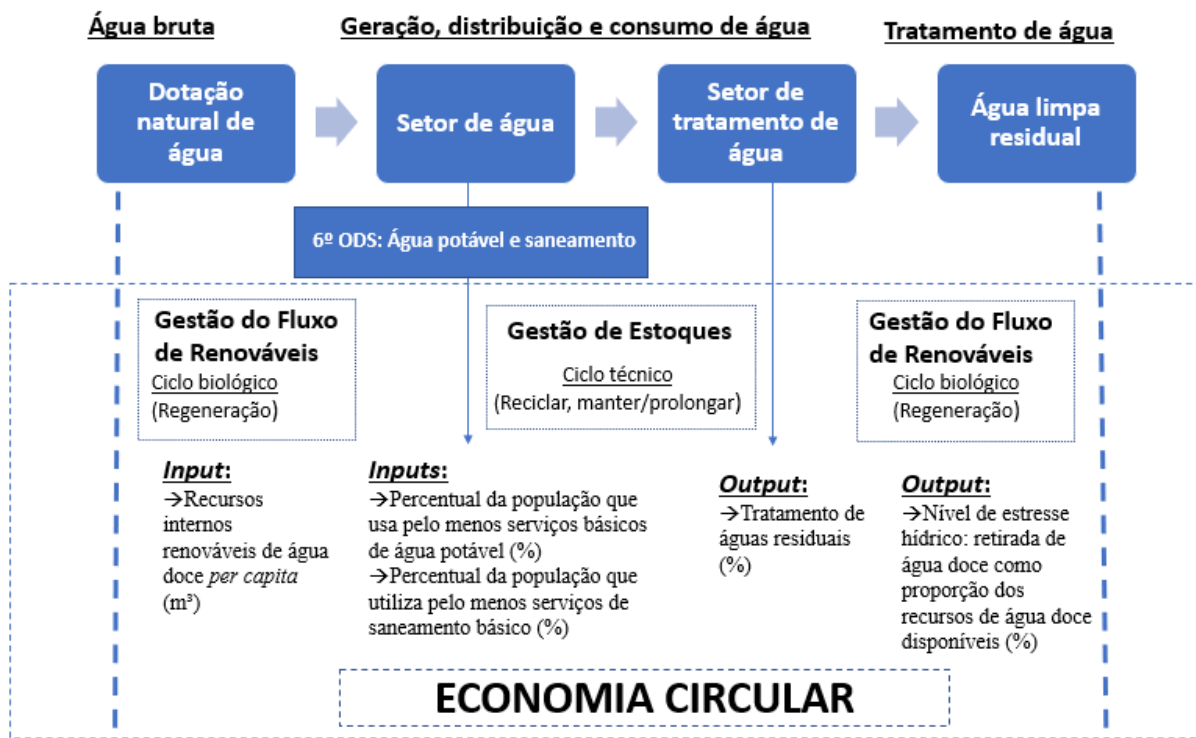 Água bruta
Geração, distribuição e consumo de água
Tratamento de água
Dotação
natural de
água
Setor de água
Setor de
tratamento de
água
Água limpa
residual
6º ODS: Água potável e saneamento
Gestão do Fluxo
de Renováveis
Ciclo biológico
(Regeneração)
Gestão de Estoques
Ciclo técnico
(Reciclar, manter/prolongar)
Gestão do Fluxo
de Renováveis
Ciclo biológico
(Regeneração)
Input:
→Recursos
internos
renováveis de água
doce per capita
(m³)
Inputs:
→Percentual da população que
usa pelo menos serviços básicos
de água potável (%)
→Percentual da população que
utiliza pelo menos serviços de
saneamento básico (%)
Output:
→Tratamento de
águas residuais
(%)
Output:
→Nível de estresse
hídrico: retirada de
água doce como
proporção dos
recursos de água doce
disponíveis (%)
ECONOMIA CIRCULAR